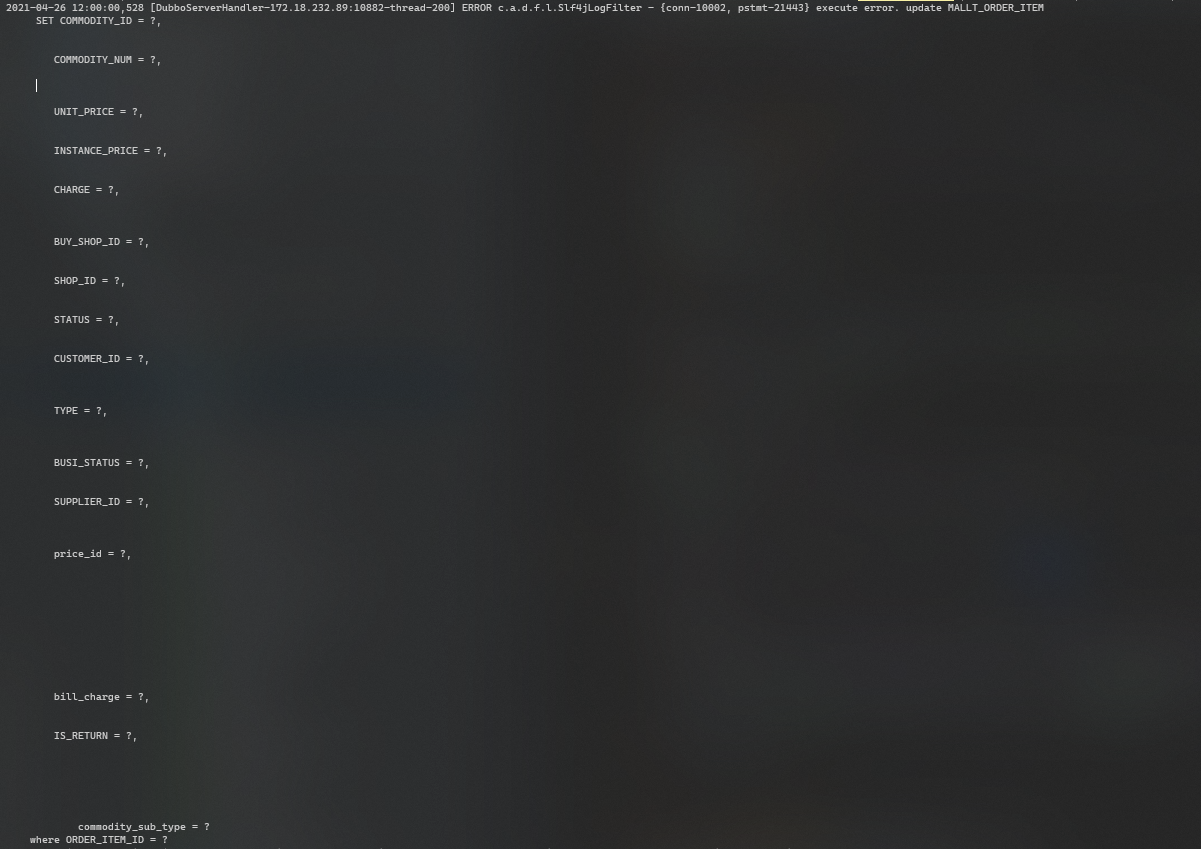 2021-04-26 12:00:00,528 [DubboServerHandler-172.18.232.89:10882-thread-200] ERROR c.a.d.f.l.Slf4jLogFilter - {conn-10002, pstmt-21443} execute error. update MALLT_ORDER_ITEM
SET COMMODITY_ID = ?,
COMMODITY_NUM = ?,
UNIT_PRICE = ?,
INSTANCE_PRICE = ?,
CHARGE = ?,
BUY_SHOP_ID = ?,
SHOP_ID = ?,
STATUS = ?,
CUSTOMER_ID = ?,
TYPE = ?,
BUSI_STATUS = ?,
SUPPLIER_ID = ?,
price_id = ?,
bill_charge = ?,
IS_RETURN = ?,
commodity_sub_type = ?
where ORDER_ITEM_ID = ?